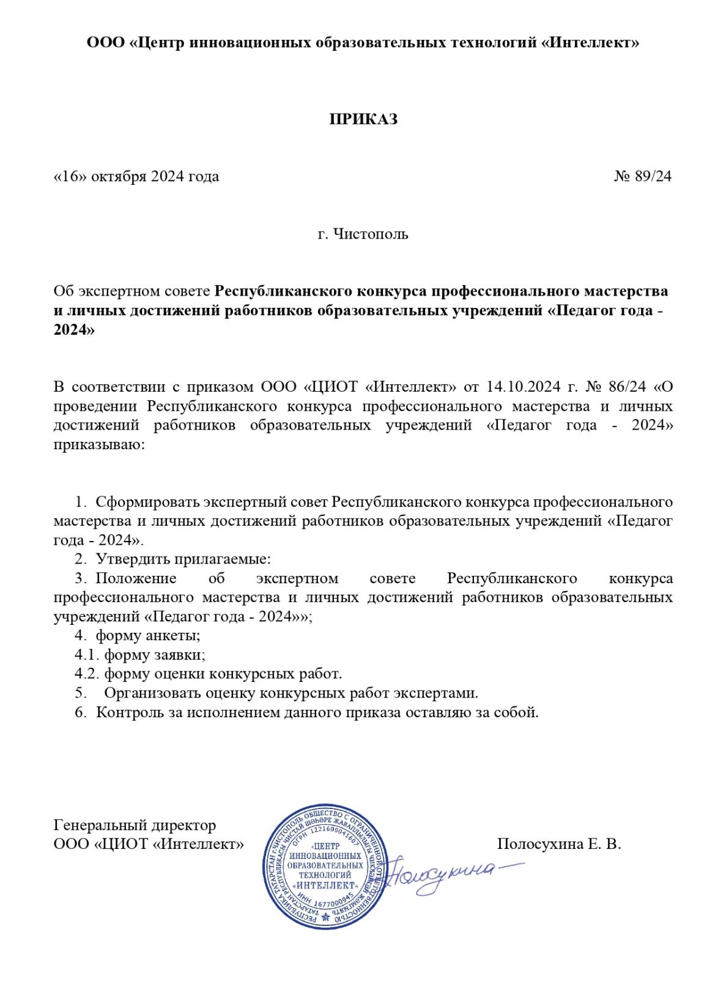 ООО «Центр инновационных образовательных технологий «Интеллект»
ПРИКАЗ
«16» октября 2024 года № 89/24
г. Чистополь
Об экспертном совете Республиканского конкурса профессионального мастерства
и личных достижений работников образовательных учреждений «Педагог года -
2024»
В соответствии с приказом ООО «ЦИОТ «Интеллект» от 14.10.2024 г. № 86/24 «О
проведении Республиканского конкурса профессионального мастерства и личных
достижений работников образовательных учреждений «Педагог года - 2024»
приказываю:
1. Сформировать экспертный совет Республиканского конкурса профессионального
мастерства и личных достижений работников образовательных учреждений «Педагог
года - 2024».
2. Утвердить прилагаемые:
3. Положение об экспертном совете Республиканского конкурса
профессионального мастерства и личных достижений работников образовательных
учреждений «Педагог года - 2024»»;
4. форму анкеты;
4.1. форму заявки;
4.2. форму оценки конкурсных работ.
5. Организовать оценку конкурсных работ экспертами.
6. Контроль за исполнением данного приказа оставляю за собой.
Генеральный директор
ООО «ЦИОТ «Интеллект» Полосухина Е. В.
РЕСПУБЛИКА ТАТАРСТАН г.ЧИСТОПОЛЬ ОБЩЕСТВО С ОГРАНИЧЕННОЙ ОТВЕТСТВЕННОСТЬЮ
ТАТАРСТАН РЕСПУБЛИКАСЫ ЧИСТАЙ ШӘҺӘРЕ ҖАВАПЛЫЛЫГЫ ЧИКЛӘНГӘН ҖӘМГЫЯТЬ
ОГРН 1221600041607
«ЦЕНТР
ИННОВАЦИОННЫХ
ОБРАЗОВАТЕЛЬНЫХ
ТЕХНОЛОГИЙ
«ИНТЕЛЛЕКТ»
ИНН 1677000945
Полосухина